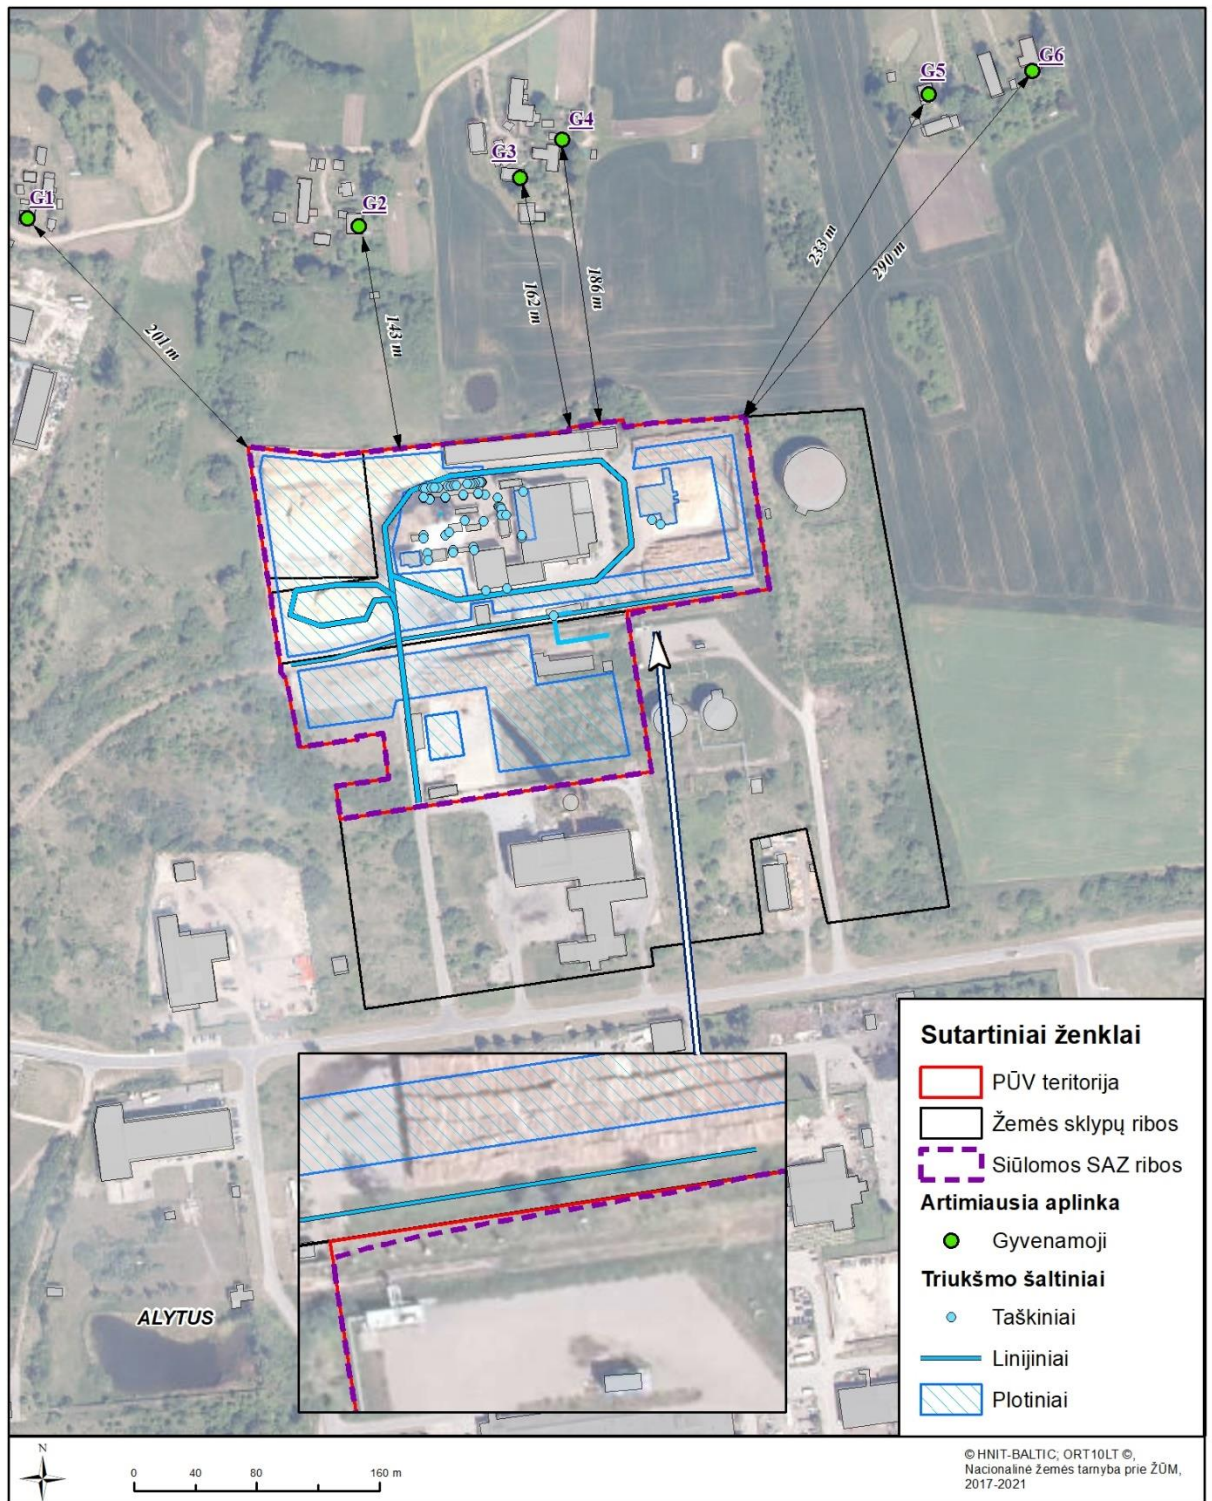 G6
G5
G4
G3
G1
G2
201 m
143 m
162 m
186 m
233 m
290 m
Sutartiniai ženklai
PŪV teritorija
Žemės sklypų ribos
Siūlomos SAZ ribos
Artimiausia aplinka
Gyvenamoji
Triukšmo šaltiniai
Taškiniai
Linijiniai
Plotiniai
ALYTUS
N
0 40 80 160 m
© HNIT-BALTIC; ORT10LT ©,
Nacionalinė žemės tarnyba prie ŽŪM,
2017-2021